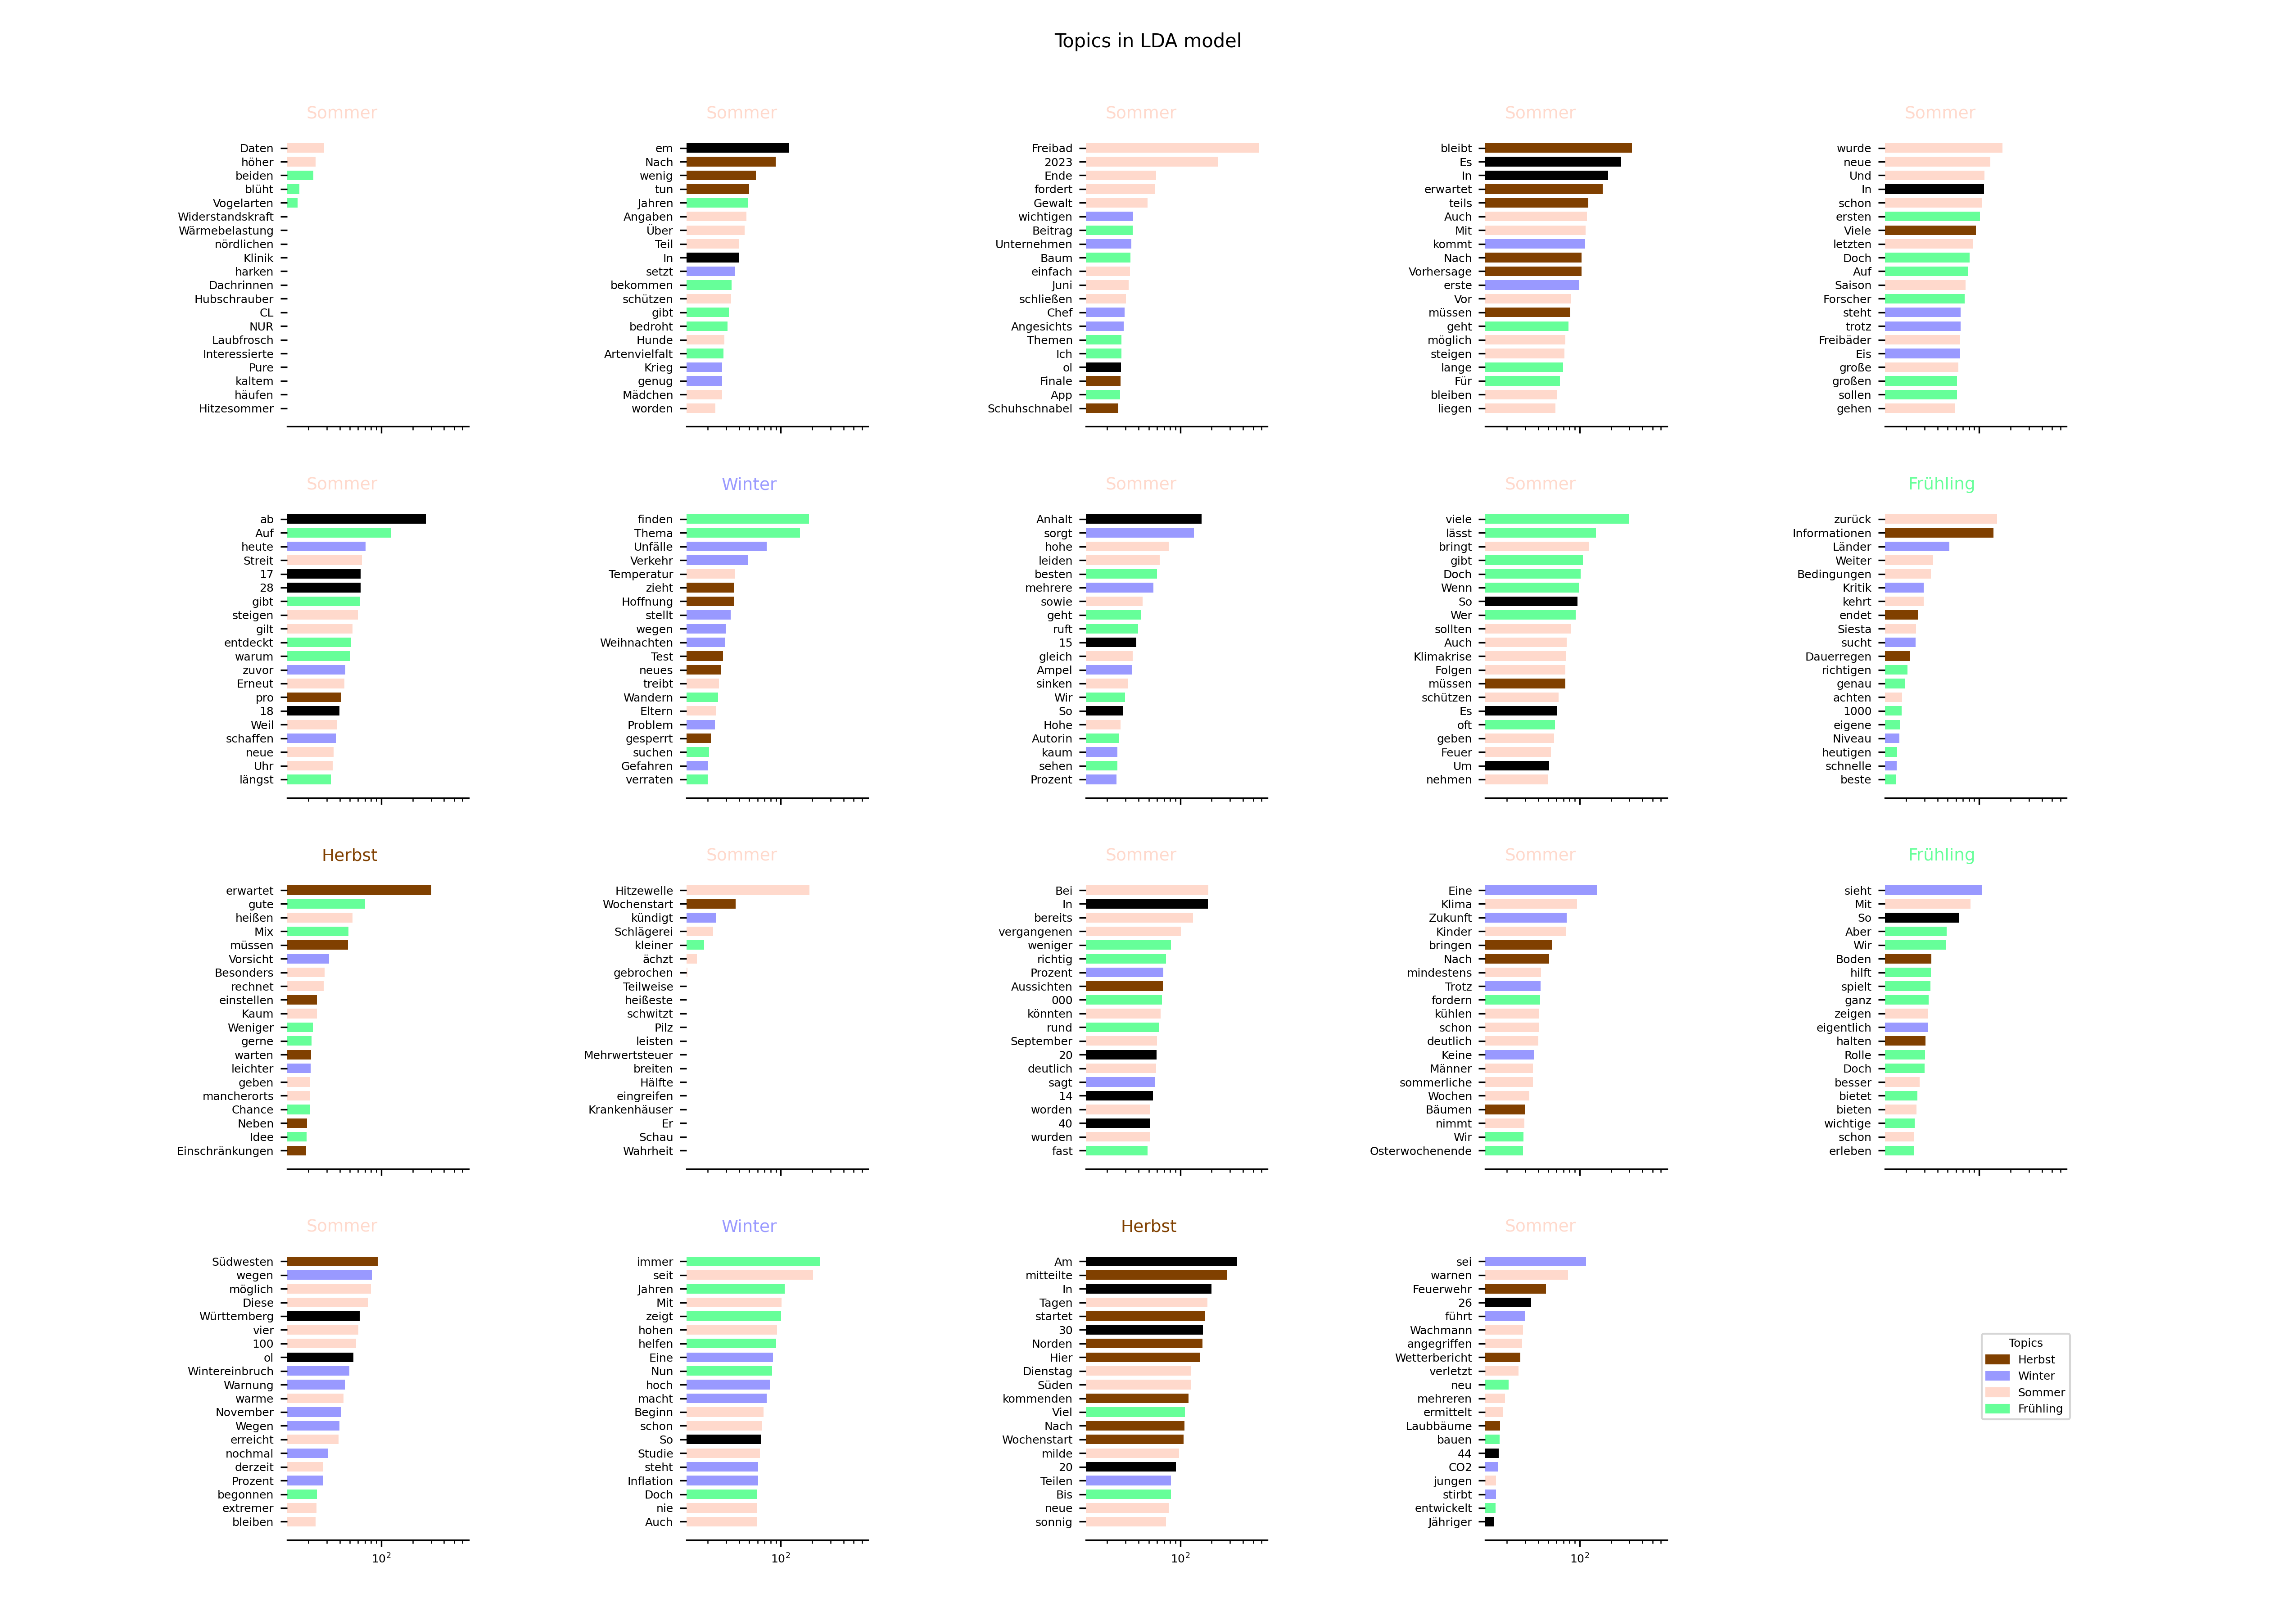 Topics in LDA model
Sommer
Daten
höher
beiden
blüht
Vogelarten
Widerstandskraft
Wärmebelastung
nördlichen
Klinik
harken
Dachrinnen
Hubschrauber
CL
NUR
Laubfrosch
Interessierte
Pure
kaltem
häufen
Hitzesommer
Sommer
em
Nach
wenig
tun
Jahren
Angaben
Über
Teil
In
setzt
bekommen
schützen
gibt
bedroht
Hunde
Artenvielfalt
Krieg
genug
Mädchen
worden
Sommer
Freibad
2023
Ende
fordert
Gewalt
wichtigen
Beitrag
Unternehmen
Baum
einfach
Juni
schließen
Chef
Angesichts
Themen
Ich
ol
Finale
App
Schuhschnabel
Sommer
bleibt
Es
In
erwartet
teils
Auch
Mit
kommt
Nach
Vorhersage
erste
Vor
müssen
geht
möglich
steigen
lange
Für
bleiben
liegen
Sommer
wurde
neue
Und
In
schon
ersten
Viele
letzten
Doch
Auf
Saison
Forscher
steht
trotz
Freibäder
Eis
große
großen
sollen
gehen
Sommer
ab
Auf
heute
Streit
17
28
gibt
steigen
gilt
entdeckt
warum
zuvor
Erneut
pro
18
Weil
schaffen
neue
Uhr
längst
Winter
finden
Thema
Unfälle
Verkehr
Temperatur
zieht
Hoffnung
stellt
wegen
Weihnachten
Test
neues
treibt
Wandern
Eltern
Problem
gesperrt
suchen
Gefahren
verraten
Sommer
Anhalt
sorgt
hohe
leiden
besten
mehrere
sowie
geht
ruft
15
gleich
Ampel
sinken
Wir
So
Hohe
Autorin
kaum
sehen
Prozent
Sommer
viele
lässt
bringt
gibt
Doch
Wenn
So
Wer
sollten
Auch
Klimakrise
Folgen
müssen
schützen
Es
oft
geben
Feuer
Um
nehmen
Frühling
zurück
Informationen
Länder
Weiter
Bedingungen
Kritik
kehrt
endet
Siesta
sucht
Dauerregen
richtigen
genau
achten
1000
eigene
Niveau
heutigen
schnelle
beste
Herbst
erwartet
gute
heißen
Mix
müssen
Vorsicht
Besonders
rechnet
einstellen
Kaum
Weniger
gerne
warten
leichter
geben
mancherorts
Chance
Neben
Idee
Einschränkungen
Sommer
Hitzewelle
Wochenstart
kündigt
Schlägerei
kleiner
ächzt
gebrochen
Teilweise
heißeste
schwitzt
Pilz
leisten
Mehrwertsteuer
breiten
Hälfte
eingreifen
Krankenhäuser
Er
Schau
Wahrheit
Sommer
Bei
In
bereits
vergangenen
weniger
richtig
Prozent
Aussichten
000
könnten
rund
September
20
deutlich
sagt
14
worden
40
wurden
fast
Sommer
Eine
Klima
Zukunft
Kinder
bringen
Nach
mindestens
Trotz
fordern
kühlen
schon
deutlich
Keine
Männer
sommerliche
Wochen
Bäumen
nimmt
Wir
Osterwochenende
Frühling
sieht
Mit
So
Aber
Wir
Boden
hilft
spielt
ganz
zeigen
eigentlich
halten
Rolle
Doch
besser
bietet
bieten
wichtige
schon
erleben
Sommer
Südwesten
wegen
möglich
Diese
Württemberg
vier
100
ol
Wintereinbruch
Warnung
warme
November
Wegen
erreicht
nochmal
derzeit
Prozent
begonnen
extremer
bleiben
10²
Winter
immer
seit
Jahren
Mit
zeigt
hohen
helfen
Eine
Nun
hoch
macht
Beginn
schon
So
Studie
steht
Inflation
Doch
nie
Auch
10²
Herbst
Am
mitteilte
In
Tagen
startet
30
Norden
Hier
Dienstag
Süden
kommenden
Viel
Nach
Wochenstart
milde
20
Teilen
Bis
neue
sonnig
10²
Sommer
sei
warnen
Feuerwehr
26
führt
Wachmann
angegriffen
Wetterbericht
verletzt
neu
mehreren
ermittelt
Laubbäume
bauen
44
CO2
jungen
stirbt
entwickelt
Jähriger
10²
Topics
Herbst
Winter
Sommer
Frühling